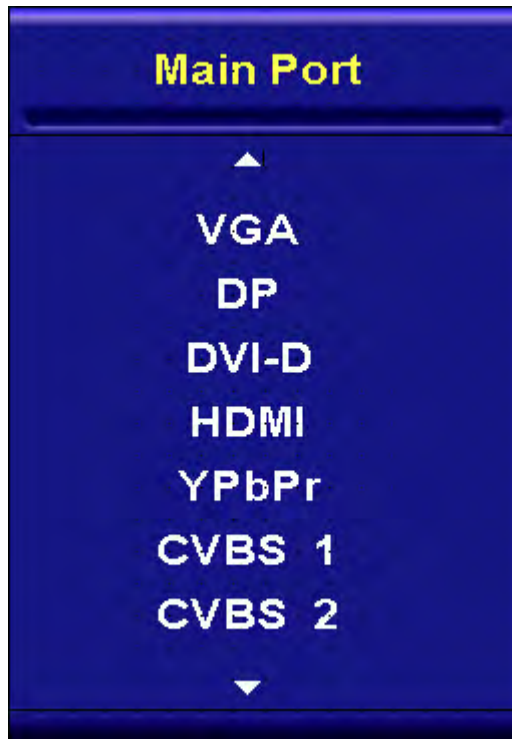 Main Port
VGA
DP
DVI-D
HDMI
YPbPr
CVBS 1
CVBS 2